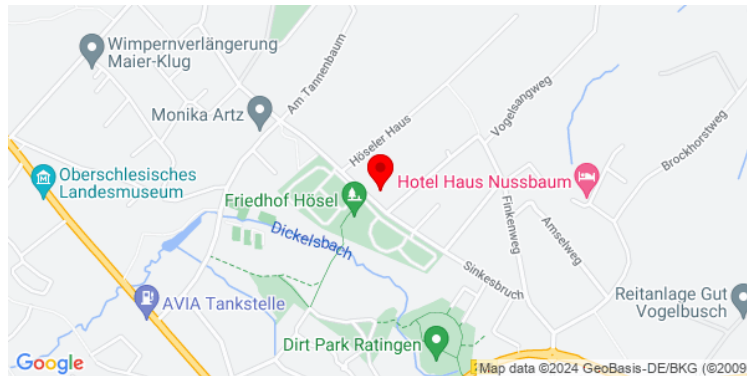 Wimpernverlängerung
Maier-Klug
Am Tannenbaum
Monika Artz
Höseler Haus
Vogelsangweg
Brockhorstweg
Oberschlesisches
Landesmuseum
Hotel Haus Nussbaum
Friedhof Hösel
Finkenweg
Amselweg
Dickelsbach
Sinkesbruch
AVIA Tankstelle
Reitanlage Gut
Vogelbusch
Dirt Park Ratingen
Google
Map data ©2024 GeoBasis-DE/BKG (©2009